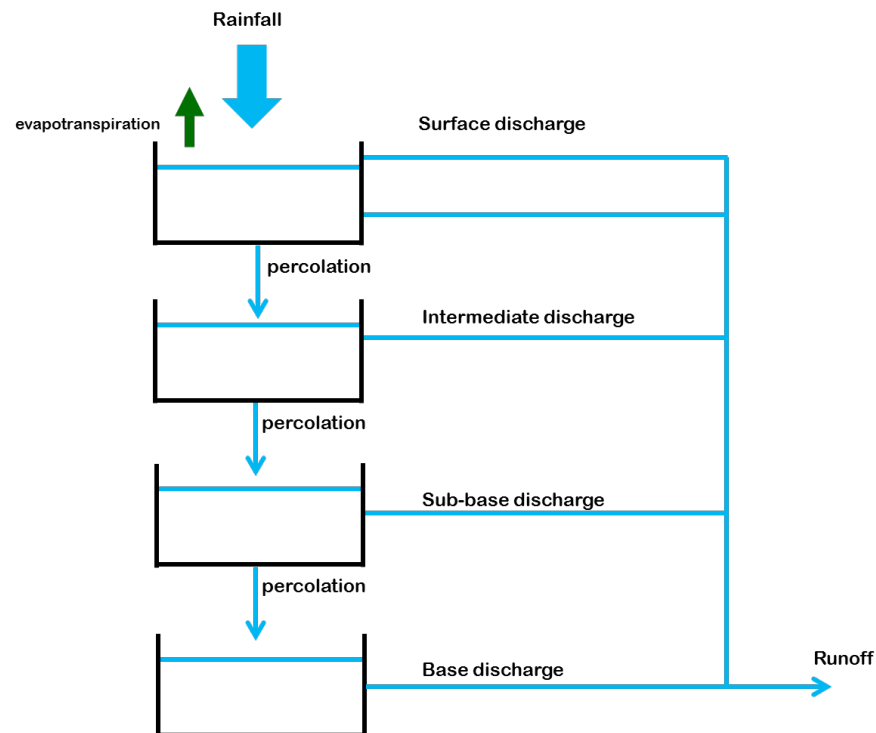 Rainfall
evapotranspiration
Surface discharge
percolation
Intermediate discharge
percolation
Sub-base discharge
percolation
Base discharge
Runoff